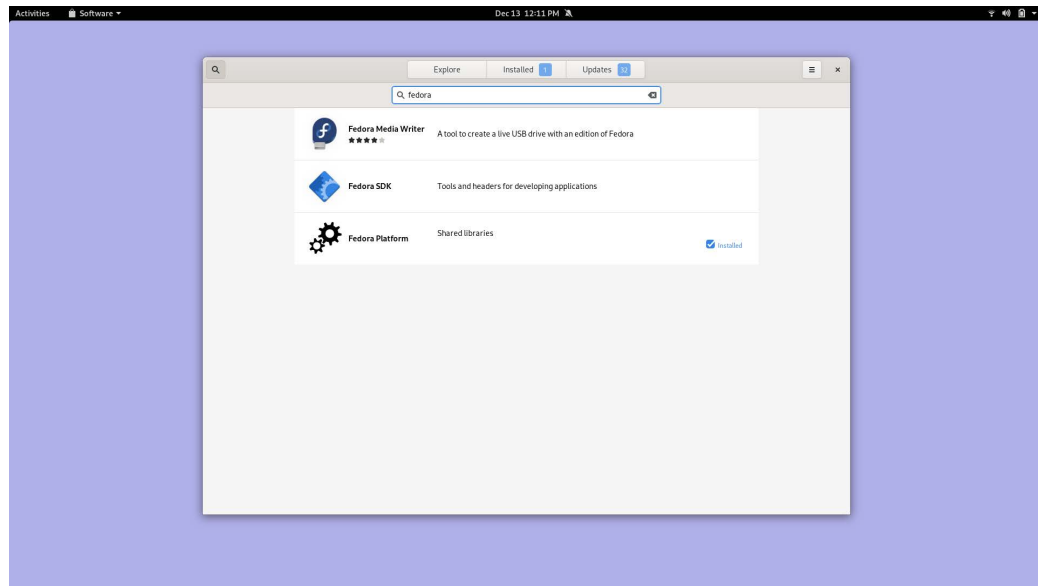 Activities Software Dec 13 12:11 PM
Explore Installed 1 Updates 32
fedora
Fedora Media Writer A tool to create a live USB drive with an edition of Fedora
Fedora SDK Tools and headers for developing applications
Fedora Platform Shared libraries
Installed